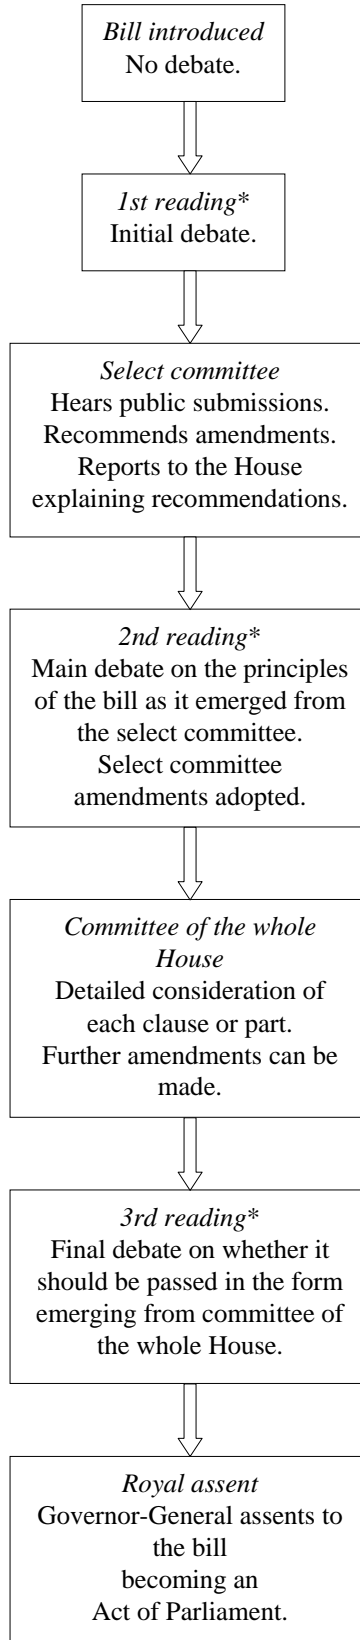 Bill introduced
No debate.
1st reading*
Initial debate.
Select committee
Hears public submissions.
Recommends amendments.
Reports to the House
explaining recommendations.
2nd reading*
Main debate on the principles
of the bill as it emerged from
the select committee.
Select committee
amendments adopted.
Committee of the whole
House
Detailed consideration of
each clause or part.
Further amendments can be
made.
3rd reading*
Final debate on whether it
should be passed in the form
emerging from committee of
the whole House.
Royal assent
Governor-General assents to
the bill
becoming an
Act of Parliament.